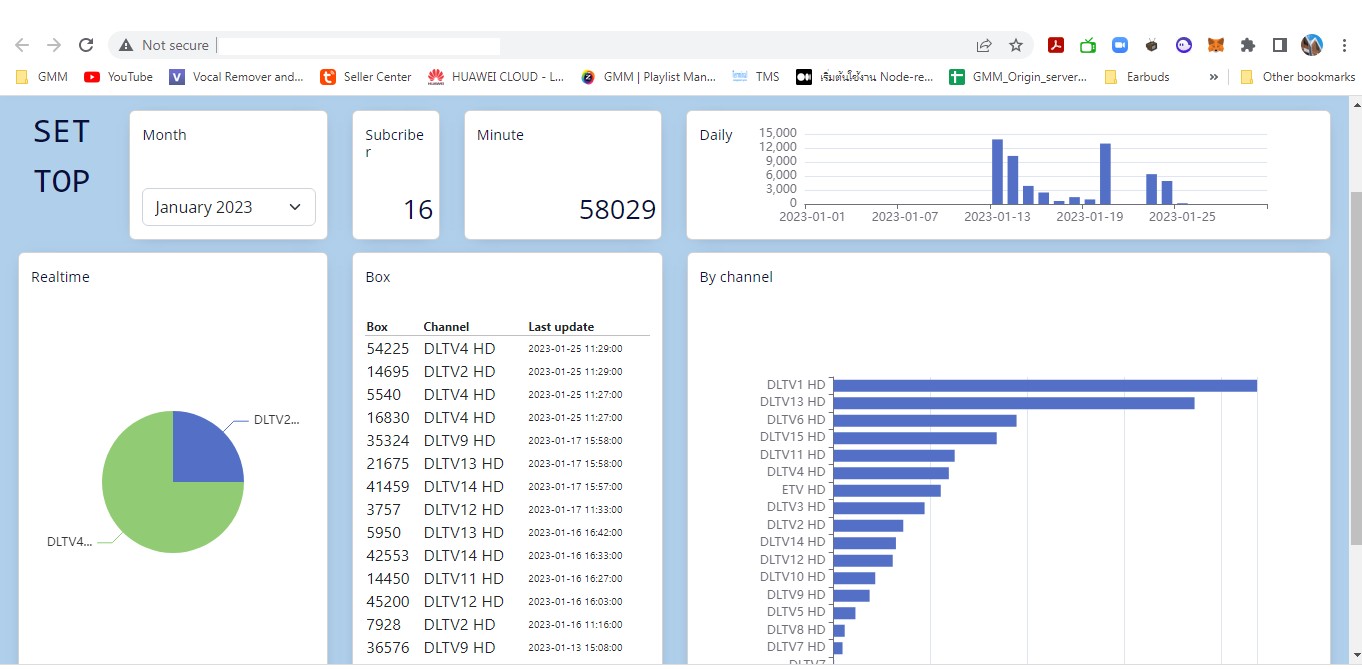 Not secure
GMM
YouTube
Vocal Remover and...
Seller Center
HUAWEI CLOUD - L...
GMM | Playlist Man...
TMS
เริ่มต้นใช้งาน Node-re...
GMM_Origin_server...
Earbuds
»
Other bookmarks
SET
TOP
Month
January 2023
Subcribe
r
16
Minute
58029
Daily
15,000
12,000
9,000
6,000
3,000
0
2023-01-01 2023-01-07 2023-01-13 2023-01-19 2023-01-25
Realtime
DLTV2...
DLTV4...
Box
Box Channel Last update
54225 DLTV4 HD 2023-01-25 11:29:00
14695 DLTV2 HD 2023-01-25 11:29:00
5540 DLTV4 HD 2023-01-25 11:27:00
16830 DLTV4 HD 2023-01-25 11:27:00
35324 DLTV9 HD 2023-01-17 15:58:00
21675 DLTV13 HD 2023-01-17 15:58:00
41459 DLTV14 HD 2023-01-17 15:57:00
3757 DLTV12 HD 2023-01-17 11:33:00
5950 DLTV13 HD 2023-01-16 16:42:00
42553 DLTV14 HD 2023-01-16 16:33:00
14450 DLTV11 HD 2023-01-16 16:27:00
45200 DLTV12 HD 2023-01-16 16:03:00
7928 DLTV2 HD 2023-01-16 11:16:00
36576 DLTV9 HD 2023-01-13 15:08:00
By channel
DLTV1 HD
DLTV13 HD
DLTV6 HD
DLTV15 HD
DLTV11 HD
DLTV4 HD
ETV HD
DLTV3 HD
DLTV2 HD
DLTV14 HD
DLTV12 HD
DLTV10 HD
DLTV9 HD
DLTV5 HD
DLTV8 HD
DLTV7 HD
DLTV7